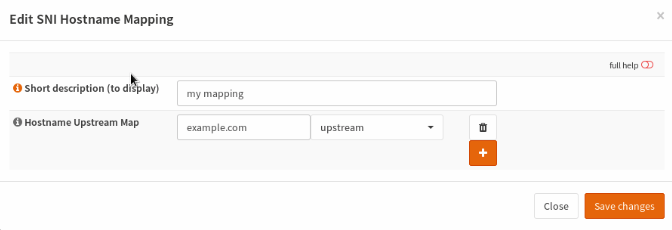 Edit SNI Hostname Mapping
×
full help
Short description (to display)
my mapping
Hostname Upstream Map
example.com
upstream
Close
Save changes